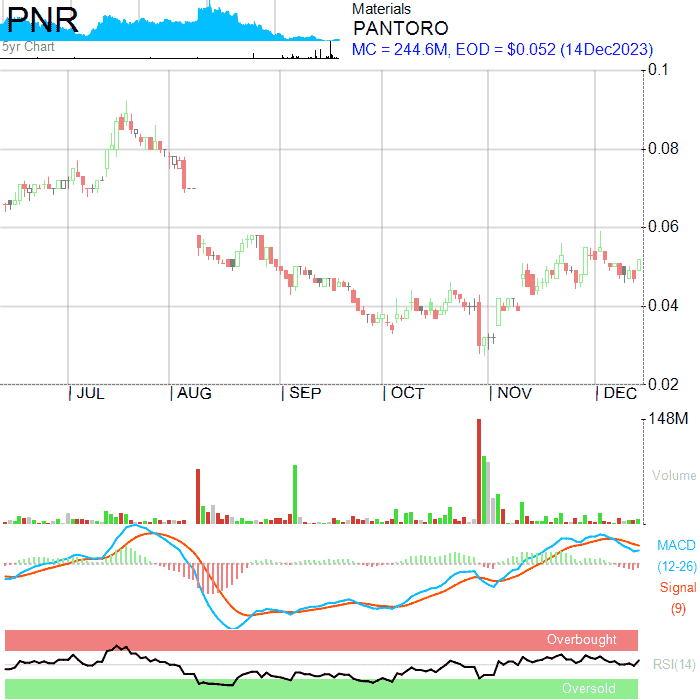 PNR
5yr Chart
Materials
PANTORO
MC = 244.6M, EOD = $0.052 (14Dec2023)
0.1
0.08
0.06
0.04
0.02
JUL AUG SEP OCT NOV DEC
148M
Volume
MACD
(12-26)
Signal
(9)
Overbought
RSI(14)
Oversold